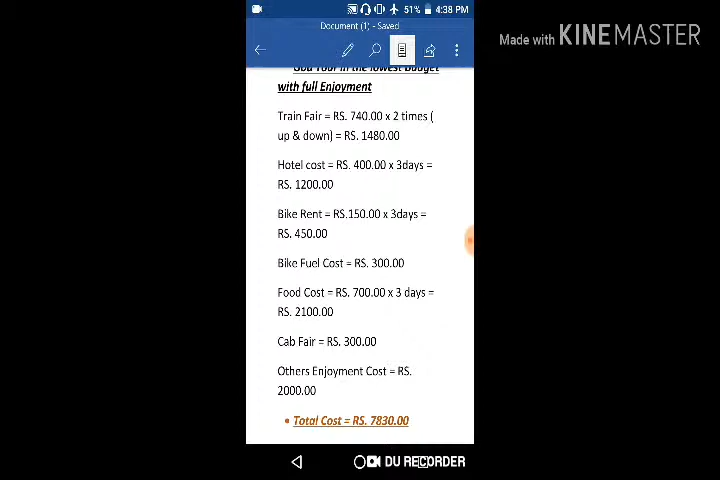 51% 4:38 PM
Document (1) - Saved
Made with KINEMASTER
Goa Tour in the lowest Budget
with full Enjoyment
Train Fair = RS. 740.00 x 2 times (
up & down) = RS. 1480.00
Hotel cost = RS. 400.00 x 3days =
RS. 1200.00
Bike Rent = RS.150.00 x 3days =
RS. 450.00
Bike Fuel Cost = RS. 300.00
Food Cost = RS. 700.00 x 3 days =
RS. 2100.00
Cab Fair = RS. 300.00
Others Enjoyment Cost = RS.
2000.00
• Total Cost = RS. 7830.00
DU RECORDER